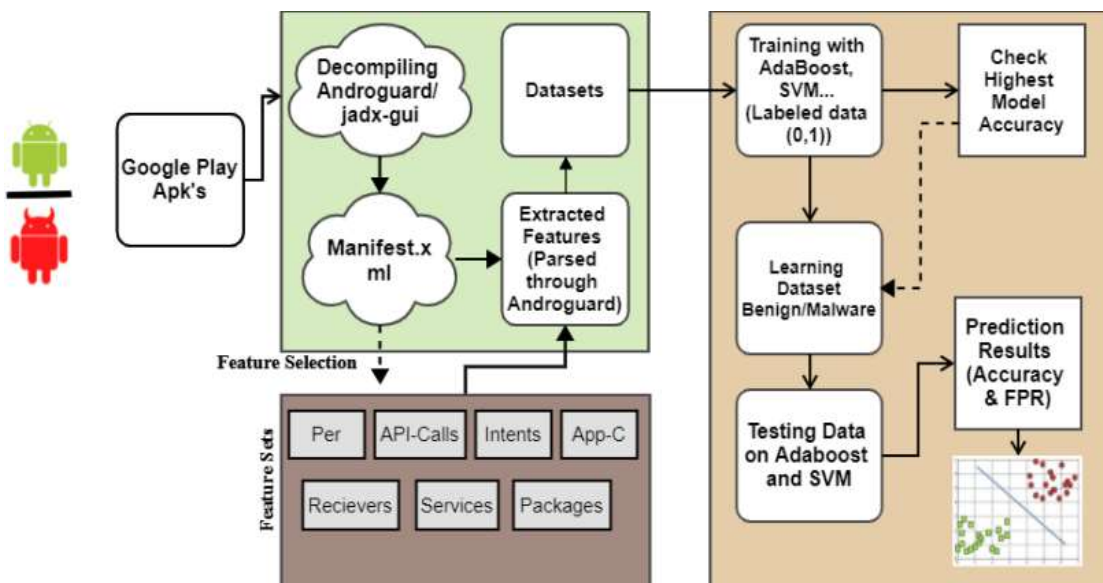 Google Play
Apk's
Decompiling
Androguard/
jadx-gui
Manifest.x
ml
Datasets
Extracted
Features
(Parsed
through
Androguard)
Feature Selection
Feature Sets
Per
API-Calls
Intents
App-C
Recievers
Services
Packages
Training with
AdaBoost,
SVM...
(Labeled data
(0,1))
Check
Highest
Model
Accuracy
Learning
Dataset
Benign/Malware
Testing Data
on Adaboost
and SVM
Prediction
Results
(Accuracy
& FPR)